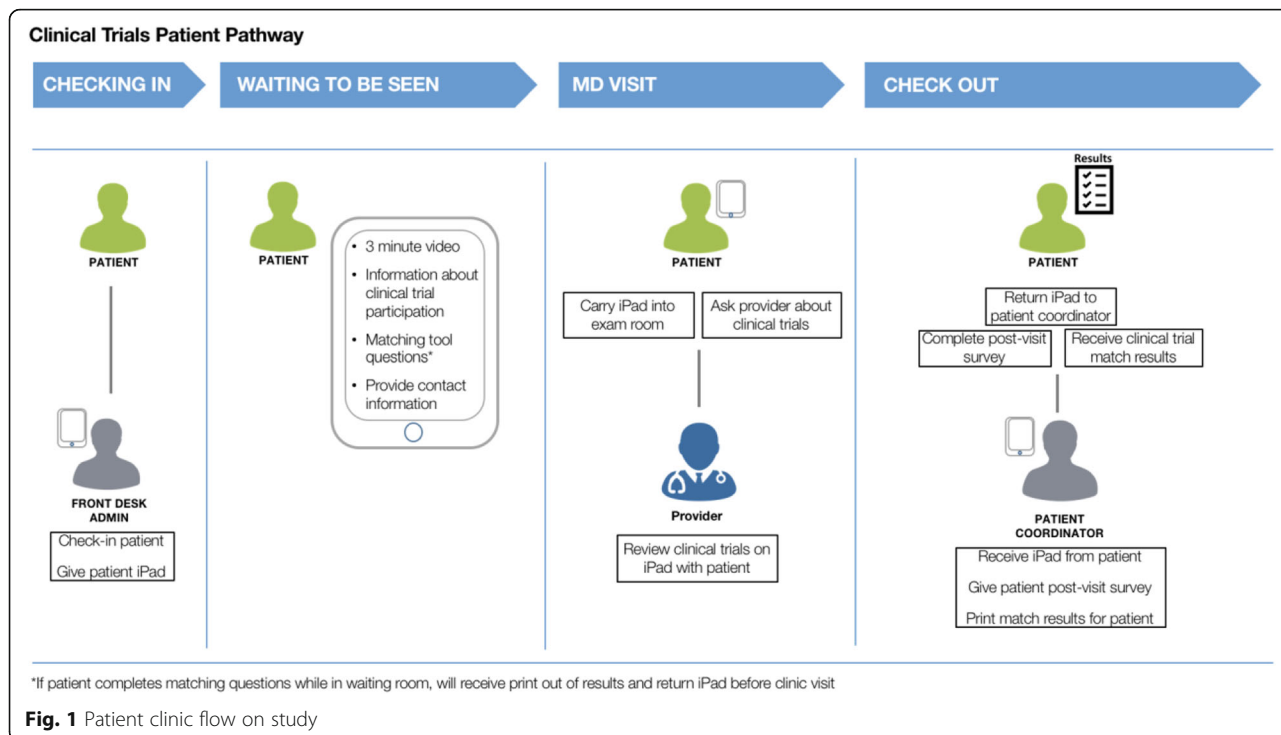 Clinical Trials Patient Pathway
CHECKING IN
WAITING TO BE SEEN
MD VISIT
CHECK OUT
PATIENT
FRONT DESK
ADMIN
Check-in patient
Give patient iPad
PATIENT
• 3 minute video
• Information about
clinical trial
participation
• Matching tool
questions*
• Provide contact
information
PATIENT
Carry iPad into
exam room
Ask provider about
clinical trials
Provider
Review clinical trials on
iPad with patient
Results
PATIENT
Return iPad to
patient coordinator
Complete post-visit
survey
Receive clinical trial
match results
PATIENT
COORDINATOR
Receive iPad from patient
Give patient post-visit survey
Print match results for patient
*If patient completes matching questions while in waiting room, will receive print out of results and return iPad before clinic visit
Fig. 1 Patient clinic flow on study